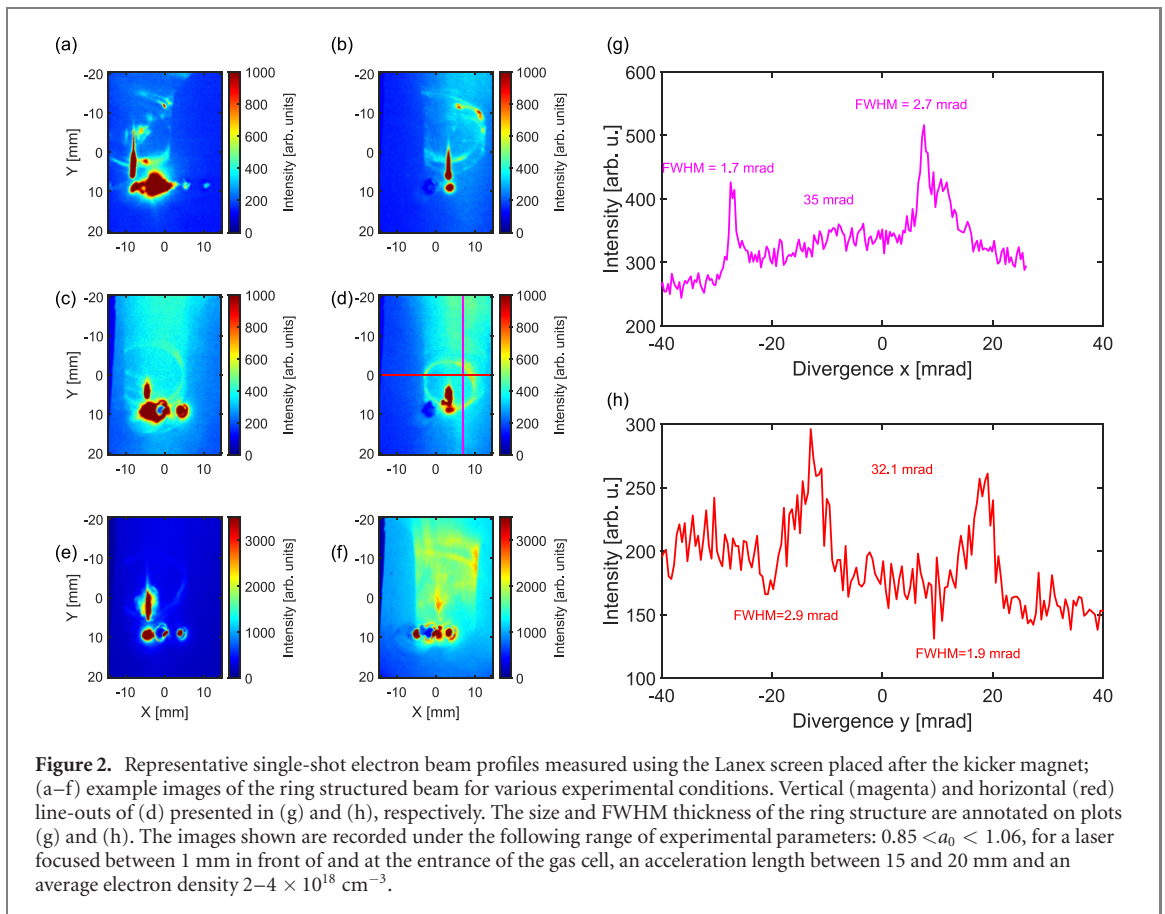 (a)
-20
-10
0
10
20
Y [mm]
-10 0 10
1000
800
600
400
200
0
Intensity [arb. units]
(b)
-20
-10
0
10
20
-10 0 10
1000
800
600
400
200
0
Intensity [arb. units]
(c)
-20
-10
0
10
20
Y [mm]
-10 0 10
1000
800
600
400
200
0
Intensity [arb. units]
(d)
-20
-10
0
10
20
-10 0 10
1000
800
600
400
200
0
Intensity [arb. units]
(e)
-20
-10
0
10
20
Y [mm]
-10 0 10
X [mm]
3000
2000
1000
0
Intensity [arb. units]
(f)
-20
-10
0
10
20
-10 0 10
X [mm]
3000
2000
1000
0
Intensity [arb. units]
(g)
600
500
400
300
200
Intensity [arb. u.]
FWHM = 2.7 mrad
FWHM = 1.7 mrad
35 mrad
-40 -20 0 20 40
Divergence x [mrad]
(h)
300
250
200
150
100
Intensity [arb. u.]
32.1 mrad
FWHM=2.9 mrad
FWHM=1.9 mrad
-40 -20 0 20 40
Divergence y [mrad]
Figure 2. Representative single-shot electron beam profiles measured using the Lanex screen placed after the kicker magnet;
(a–f) example images of the ring structured beam for various experimental conditions. Vertical (magenta) and horizontal (red)
line-outs of (d) presented in (g) and (h), respectively. The size and FWHM thickness of the ring structure are annotated on plots
(g) and (h). The images shown are recorded under the following range of experimental parameters: 0.85 <a₀ < 1.06, for a laser
focused between 1 mm in front of and at the entrance of the gas cell, an acceleration length between 15 and 20 mm and an
average electron density 2–4 × 10¹⁸ cm⁻³.